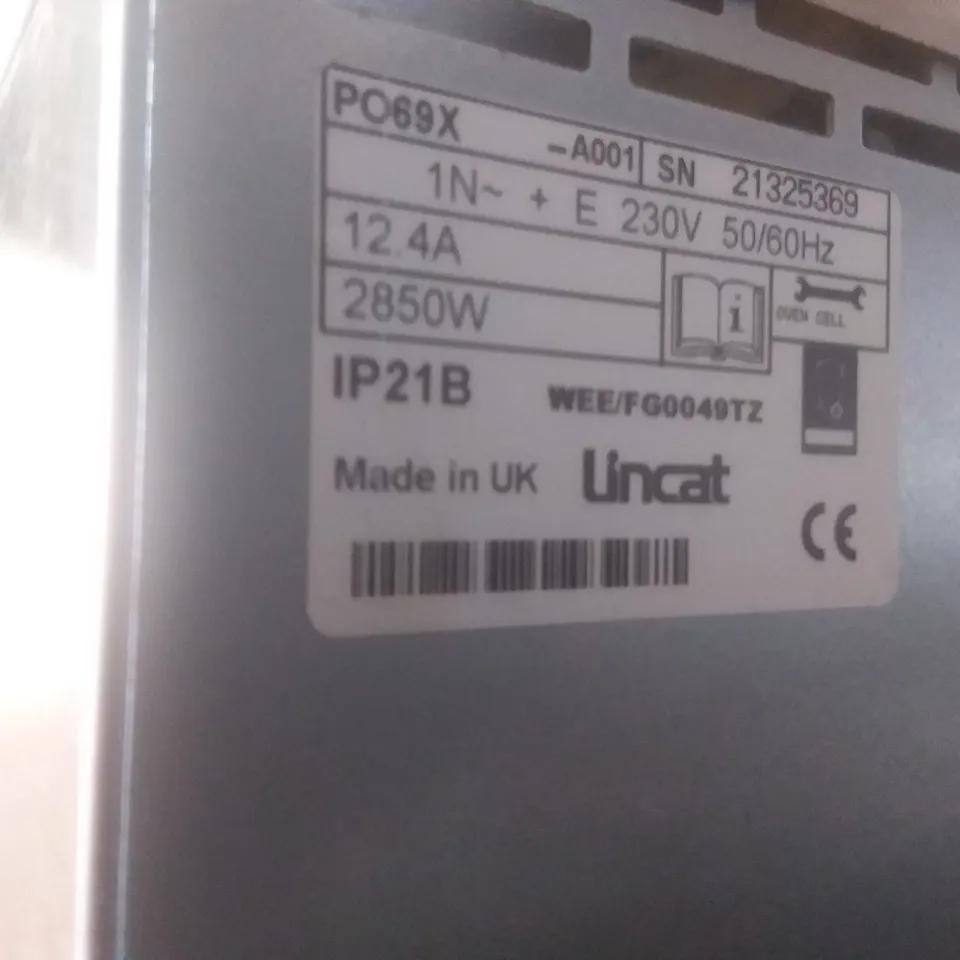 PO69X -A001 SN 21325369
1N~ + E 230V 50/60Hz
12.4A
2850W
i
OVEN CELL
IP21B
WEE/FG0049TZ
Made in UK Lincat
CE